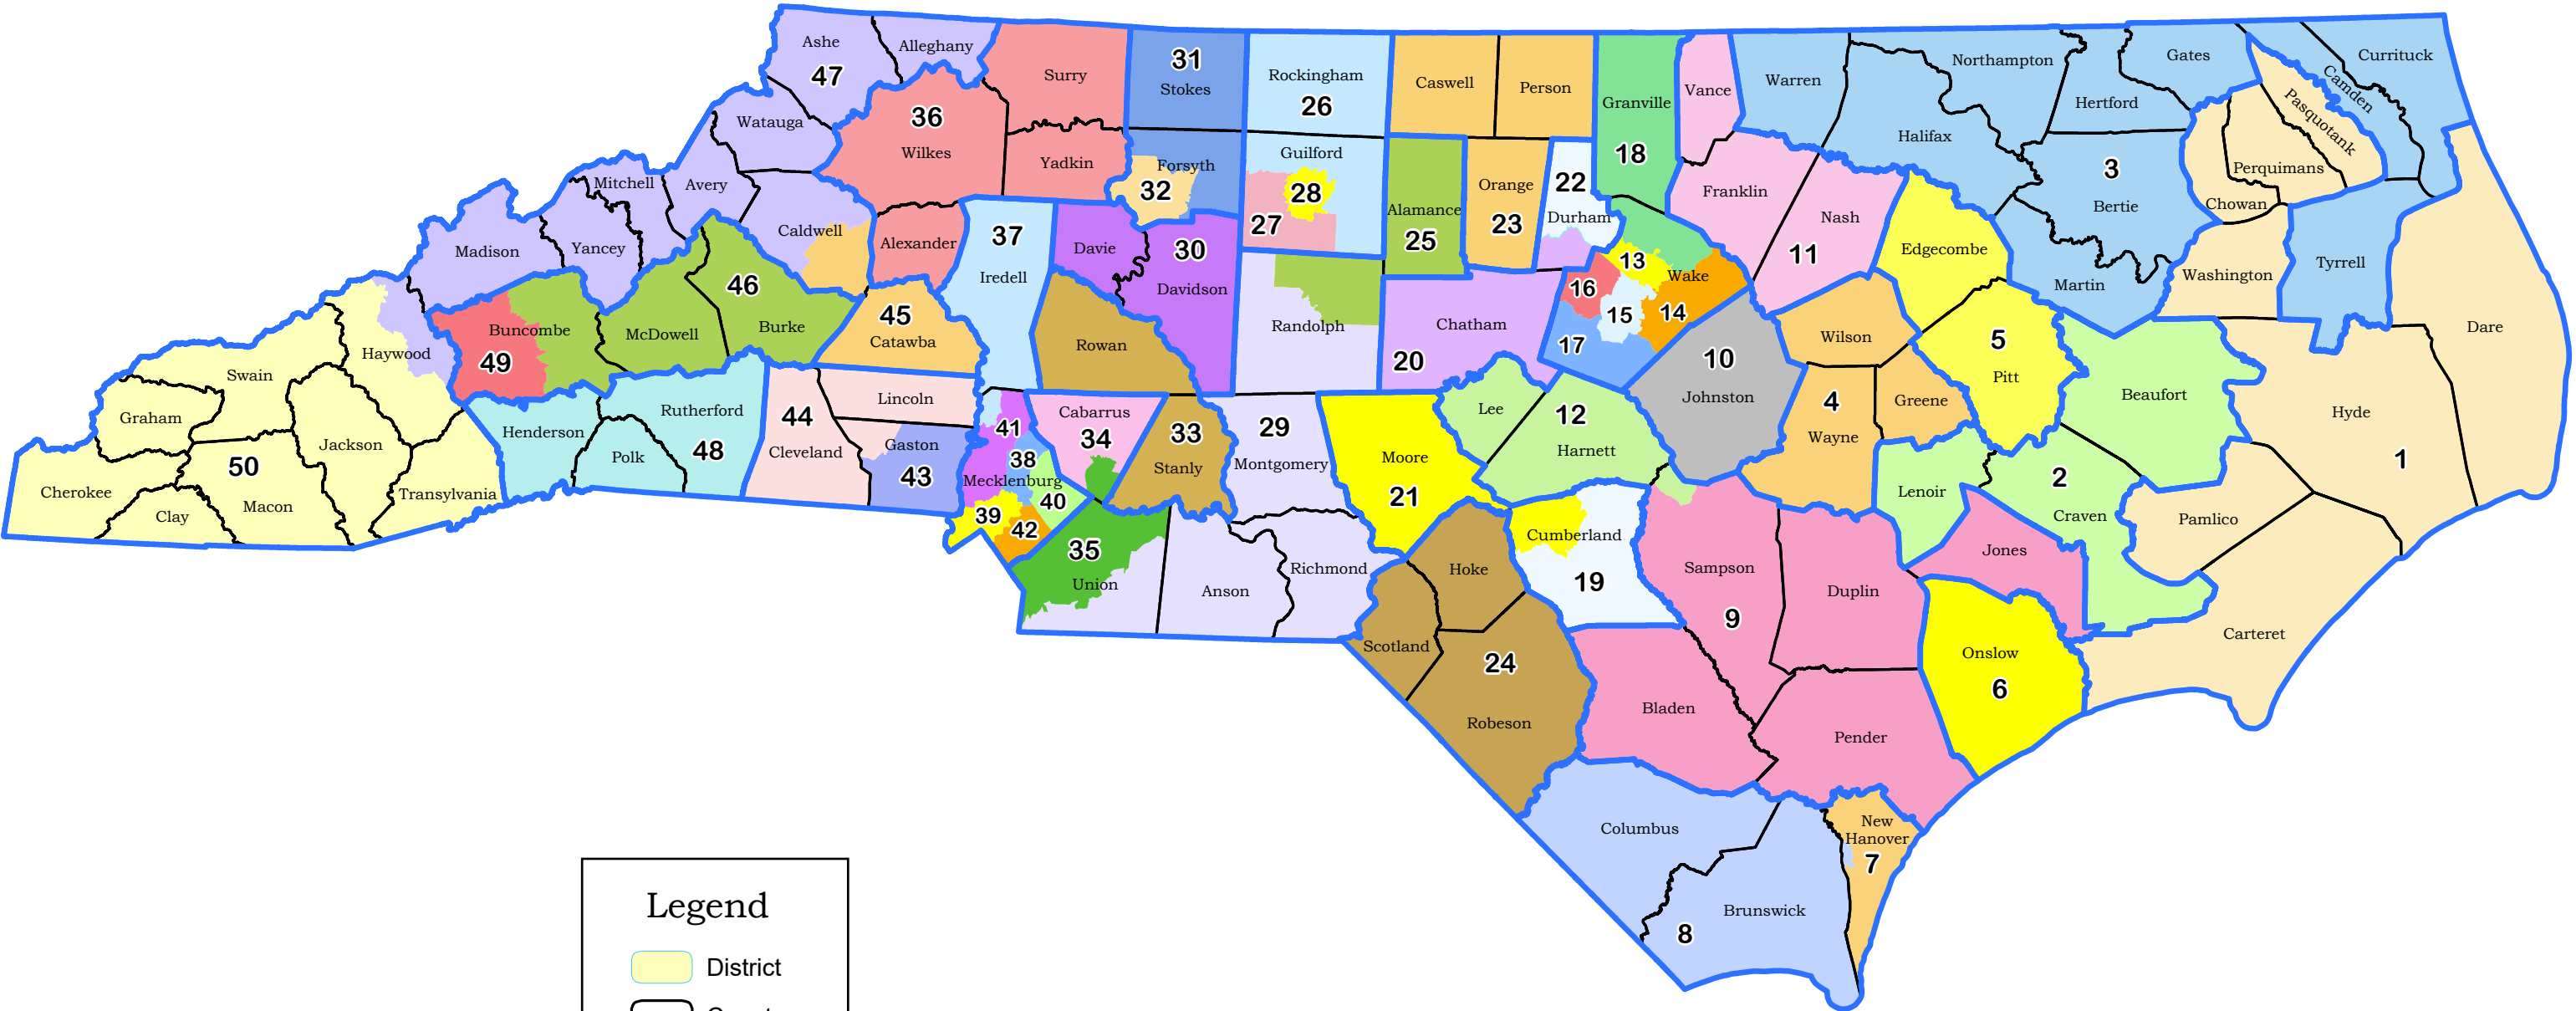 Ashe
47
Alleghany
Surry
31
Stokes
Rockingham
26
Caswell
Person
Granville
18
Vance
Warren
Northampton
Gates
Currituck
Camden
Pasquotank
Perquimans
Hertford
Halifax
3
Bertie
Chowan
Watauga
36
Wilkes
Yadkin
Forsyth
32
Guilford
28
27
Alamance
25
Orange
23
22
Durham
Franklin
Nash
11
Edgecombe
Martin
Washington
Tyrrell
Dare
Mitchell
Avery
Yancey
Madison
Caldwell
Alexander
37
Iredell
Davie
30
Davidson
Randolph
Chatham
20
13
Wake
16
15
14
17
10
Johnston
Wilson
5
Pitt
Beaufort
Hyde
1
46
Burke
McDowell
Buncombe
49
Haywood
45
Catawba
Rowan
Swain
Graham
Jackson
50
Cherokee
Clay
Macon
Transylvania
Henderson
Polk
Rutherford
48
44
Cleveland
Lincoln
Gaston
43
41
38
Mecklenburg
40
39
42
Cabarrus
34
33
Stanly
29
Montgomery
Moore
21
Lee
12
Harnett
4
Wayne
Greene
Lenoir
2
Craven
Pamlico
Jones
Carteret
35
Union
Anson
Richmond
Scotland
Hoke
Cumberland
19
Sampson
9
Duplin
Onslow
6
24
Robeson
Bladen
Pender
Columbus
Brunswick
8
New
Hanover
7
Legend
District